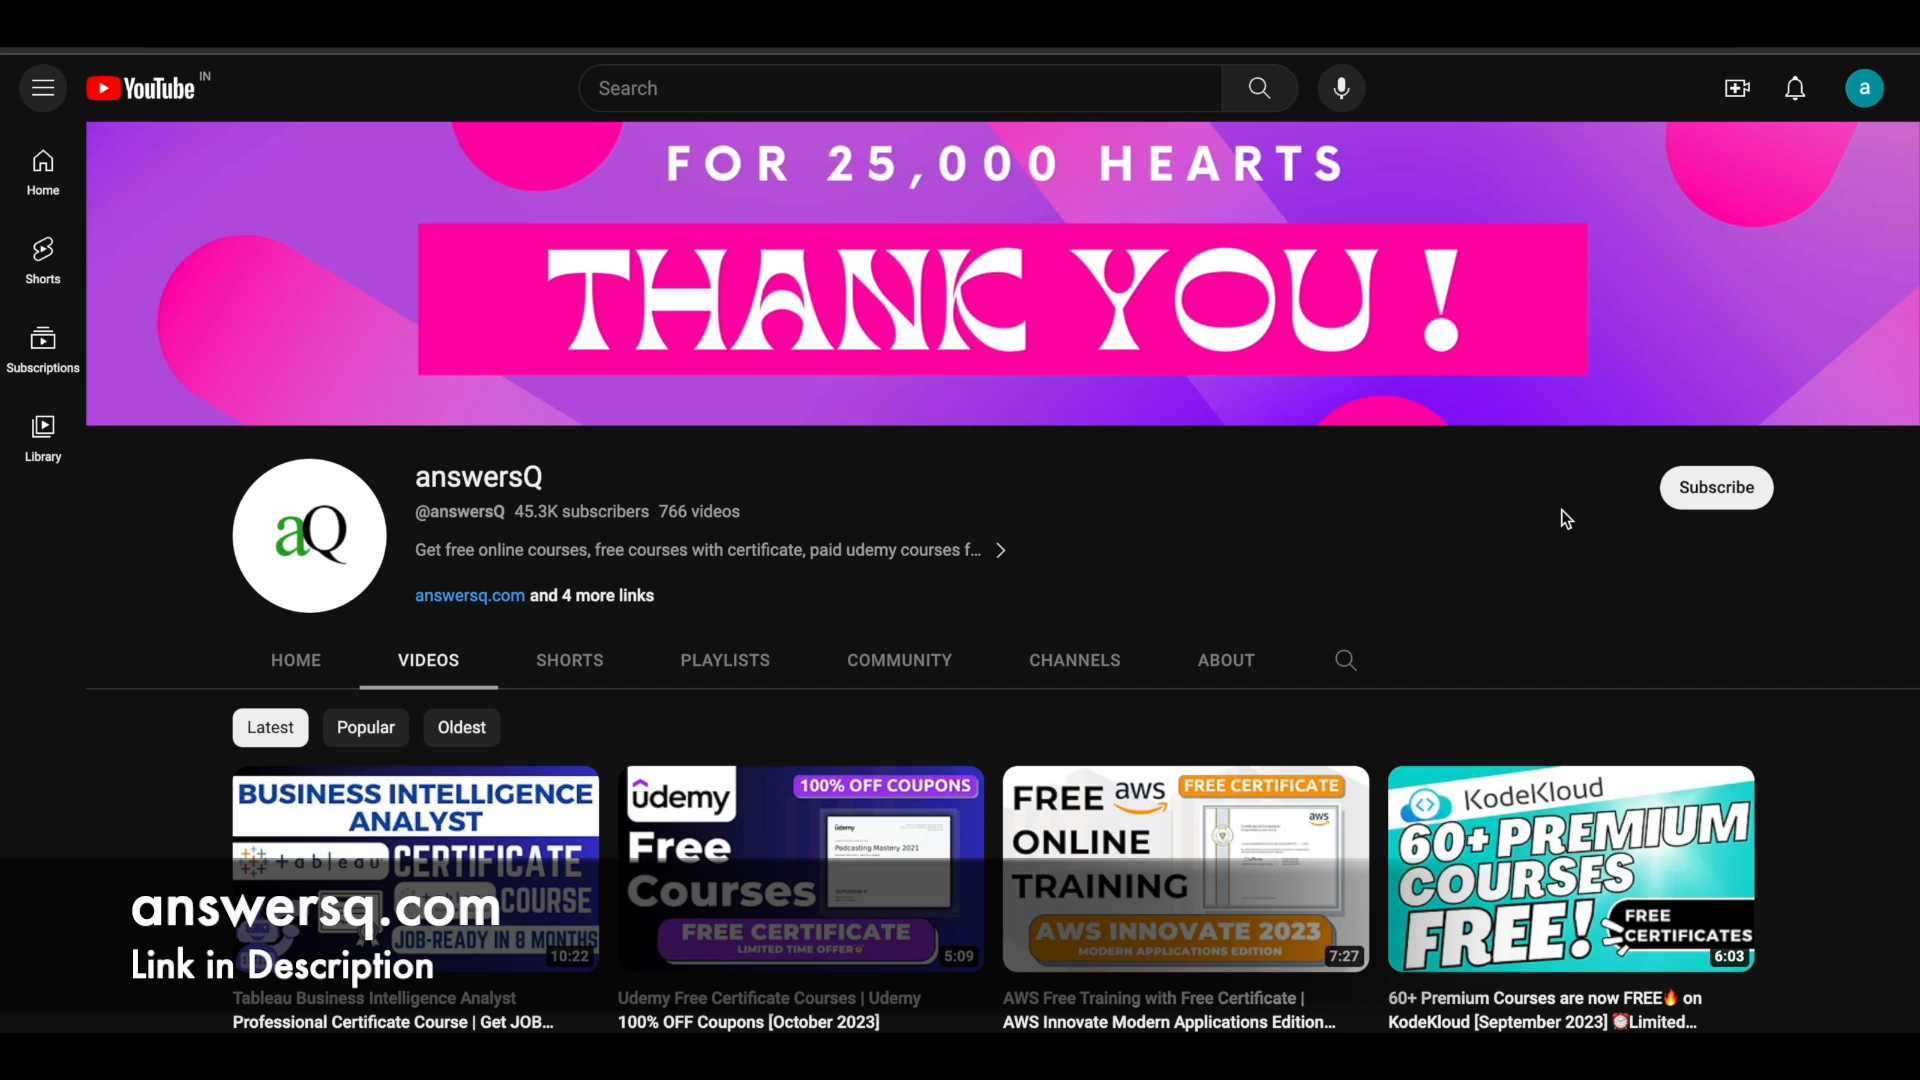 YouTube IN
Search
a
Home
Shorts
Subscriptions
Library
FOR 25,000 HEARTS
THANK YOU!
aQ
answersQ
@answersQ 45.3K subscribers 766 videos
Get free online courses, free courses with certificate, paid udemy courses f...
answersq.com and 4 more links
Subscribe
HOME VIDEOS SHORTS PLAYLISTS COMMUNITY CHANNELS ABOUT
Latest Popular Oldest
BUSINESS INTELLIGENCE
ANALYST
+ a b | e a u CERTIFICATE
COURSE
JOB-READY IN 8 MONTHS
10:22
ûdemy
100% OFF COUPONS
Free
Courses
udemy
Podcasting Mastery 2021
FREE CERTIFICATE
LIMITED TIME OFFER
5:09
FREE aws FREE CERTIFICATE
ONLINE
TRAINING
aws
AWS INNOVATE 2023
MODERN APPLICATIONS EDITION
7:27
KodeKloud
60+ PREMIUM
COURSES
FREE!
FREE
CERTIFICATES
6:03
answersq.com
Link in Description
Tableau Business Intelligence Analyst
Professional Certificate Course | Get JOB...
Udemy Free Certificate Courses | Udemy
100% OFF Coupons [October 2023]
AWS Free Training with Free Certificate |
AWS Innovate Modern Applications Edition...
60+ Premium Courses are now FREE🔥 on
KodeKloud [September 2023] ⏰Limited...